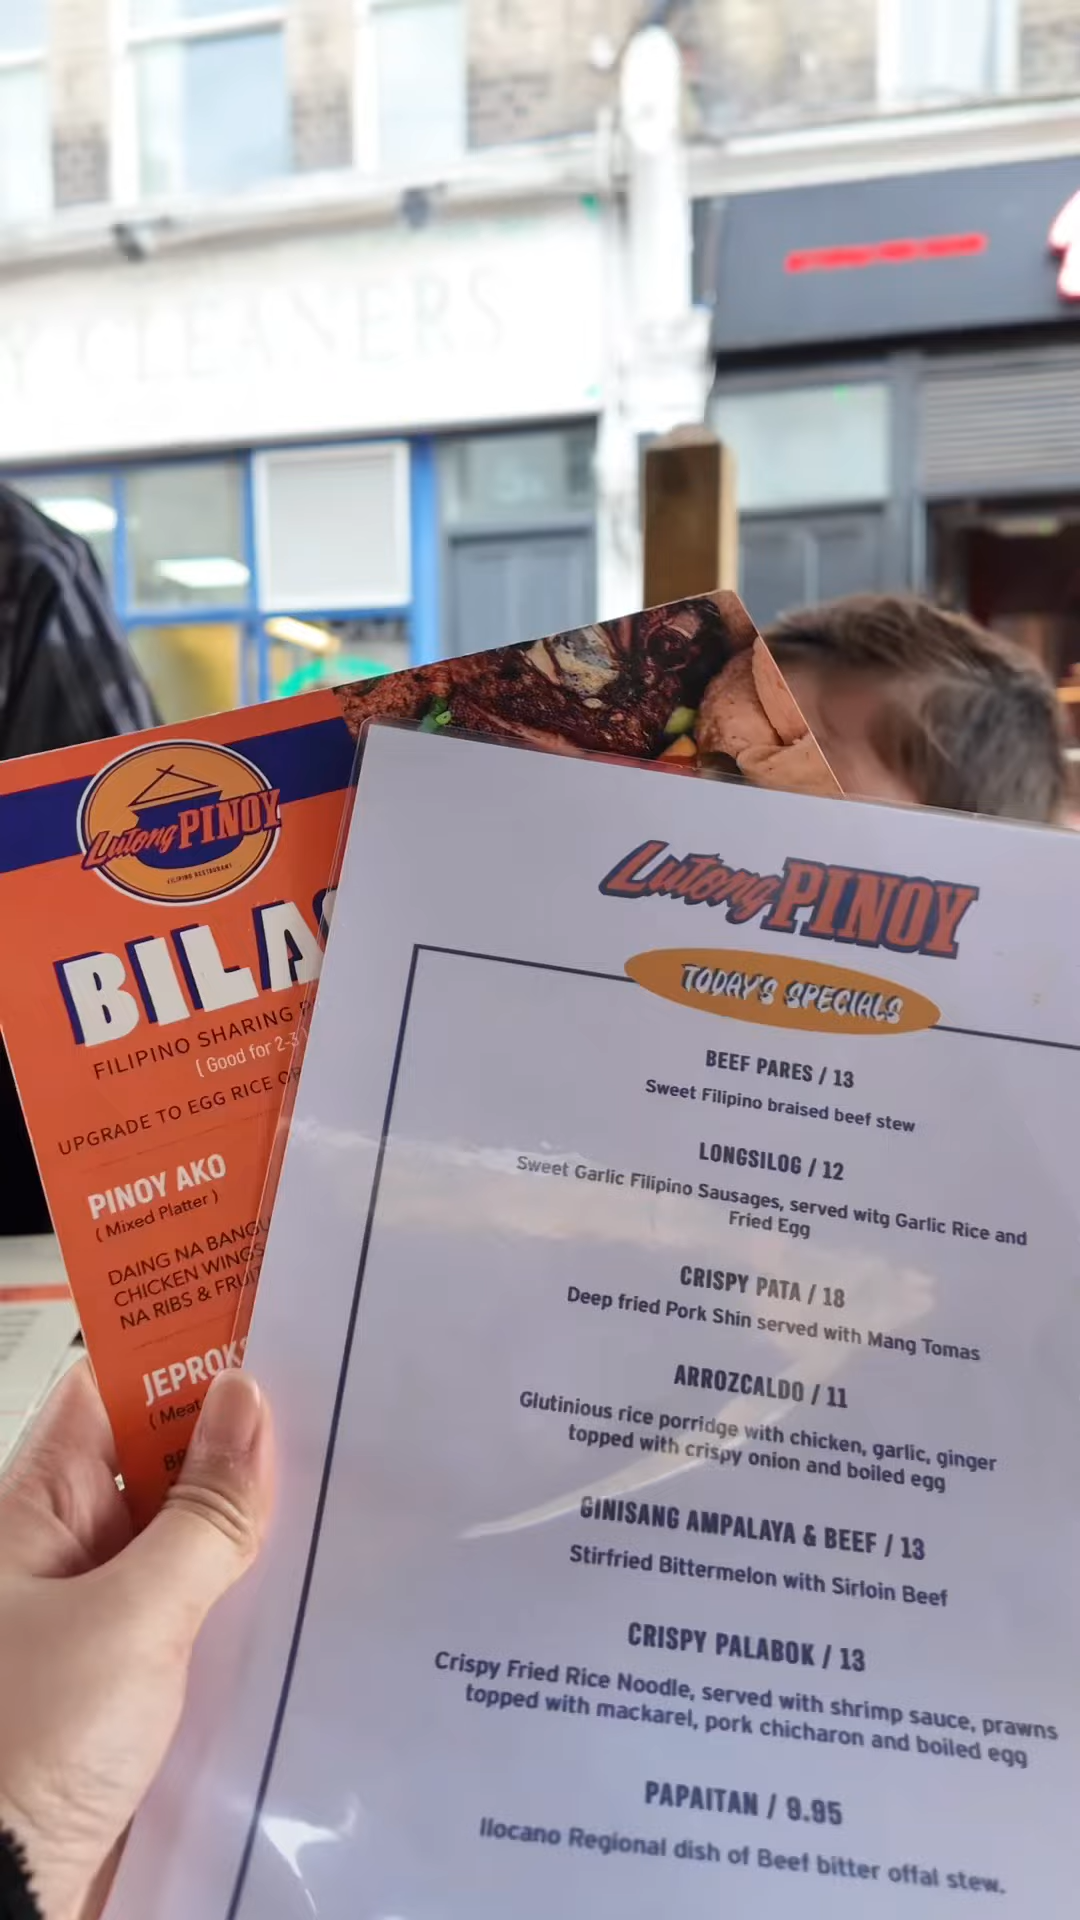 Y CLEANERS
Lutong PINOY
FILIPINO RESTAURANT
BILA
FILIPINO SHARING
( Good for 2-3
UPGRADE TO EGG RICE OR
PINOY AKO
( Mixed Platter )
DAING NA BANGU
CHICKEN WINGS
NA RIBS & FRUIT
JEPROKS
( Meat
Lutong PINOY
TODAY'S SPECIALS
BEEF PARES / 13
Sweet Filipino braised beef stew
LONGSILOG / 12
Sweet Garlic Filipino Sausages, served witg Garlic Rice and
Fried Egg
CRISPY PATA / 18
Deep fried Pork Shin served with Mang Tomas
ARROZCALDO / 11
Glutinious rice porridge with chicken, garlic, ginger
topped with crispy onion and boiled egg
GINISANG AMPALAYA & BEEF / 13
Stirfried Bittermelon with Sirloin Beef
CRISPY PALABOK / 13
Crispy Fried Rice Noodle, served with shrimp sauce, prawns
topped with mackarel, pork chicharon and boiled egg
PAPAITAN / 9.95
Ilocano Regional dish of Beef bitter offal stew.